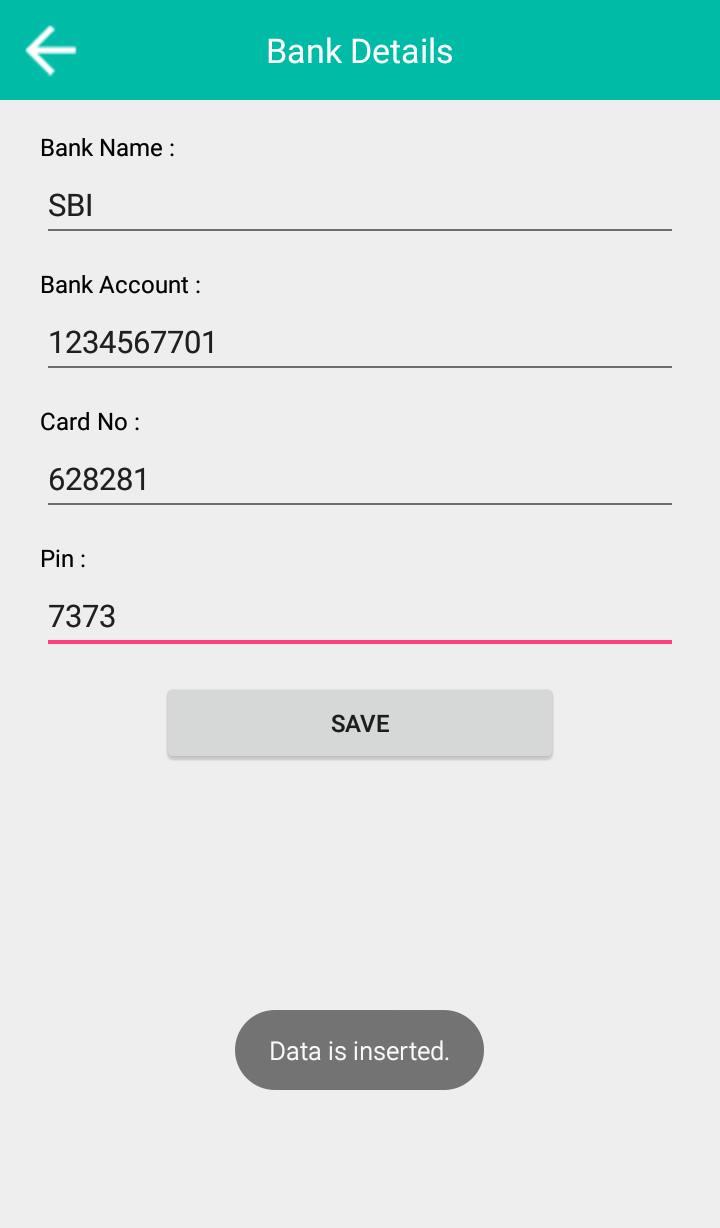 Bank Details
Bank Name :
SBI
Bank Account :
1234567701
Card No :
628281
Pin :
7373
SAVE
Data is inserted.